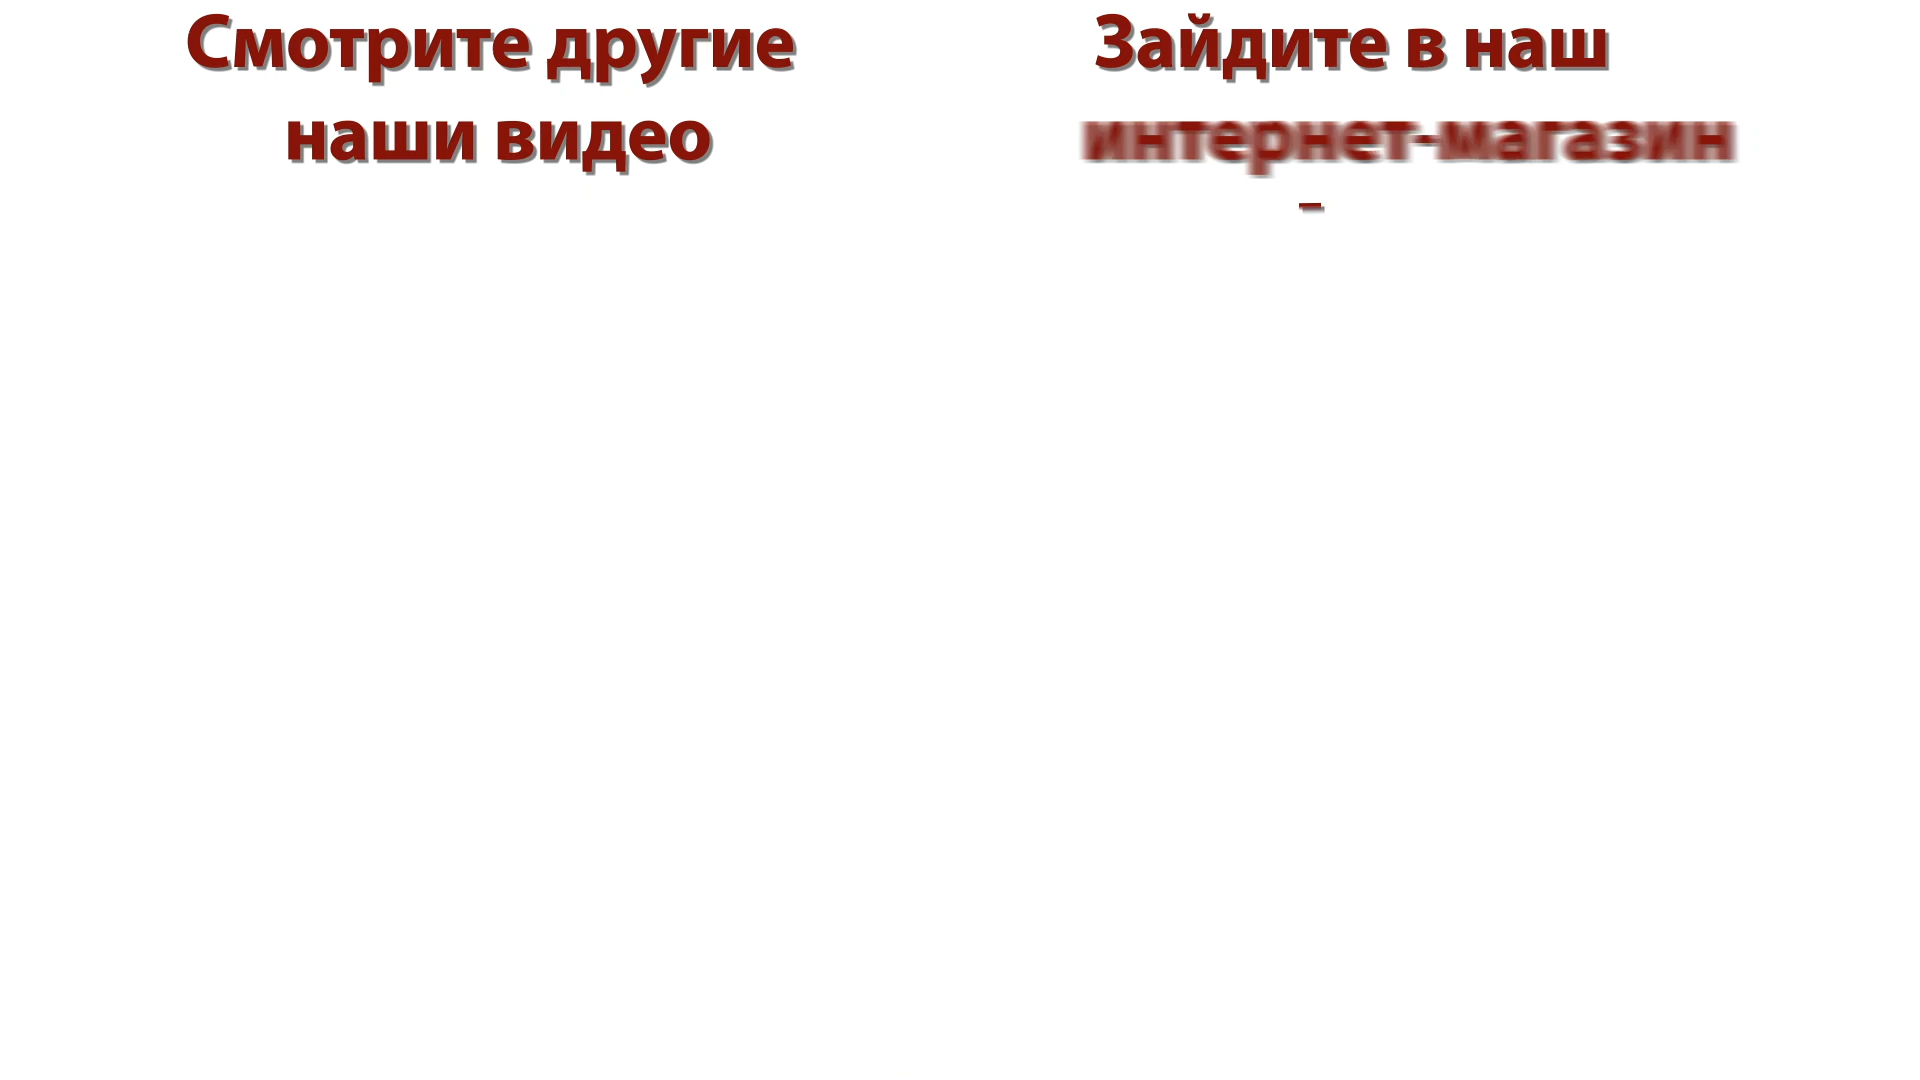 Смотрите другие
наши видео
Зайдите в наш
интернет-магазин